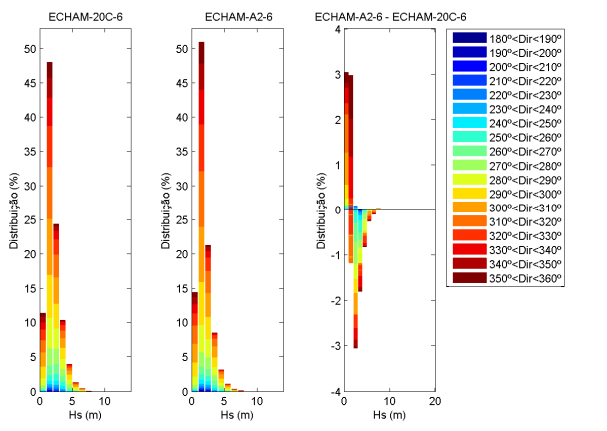 ECHAM-20C-6
Distribuição (%)
50
45
40
35
30
25
20
15
10
5
0
0 5 10
Hs (m)
ECHAM-A2-6
Distribuição (%)
50
45
40
35
30
25
20
15
10
5
0
0 5 10
Hs (m)
ECHAM-A2-6 - ECHAM-20C-6
Distribuição (%)
4
3
2
1
0
-1
-2
-3
-4
0 10 20
Hs (m)
180º<Dir<190º
190º<Dir<200º
200º<Dir<210º
210º<Dir<220º
220º<Dir<230º
230º<Dir<240º
240º<Dir<250º
250º<Dir<260º
260º<Dir<270º
270º<Dir<280º
280º<Dir<290º
290º<Dir<300º
300º<Dir<310º
310º<Dir<320º
320º<Dir<330º
330º<Dir<340º
340º<Dir<350º
350º<Dir<360º